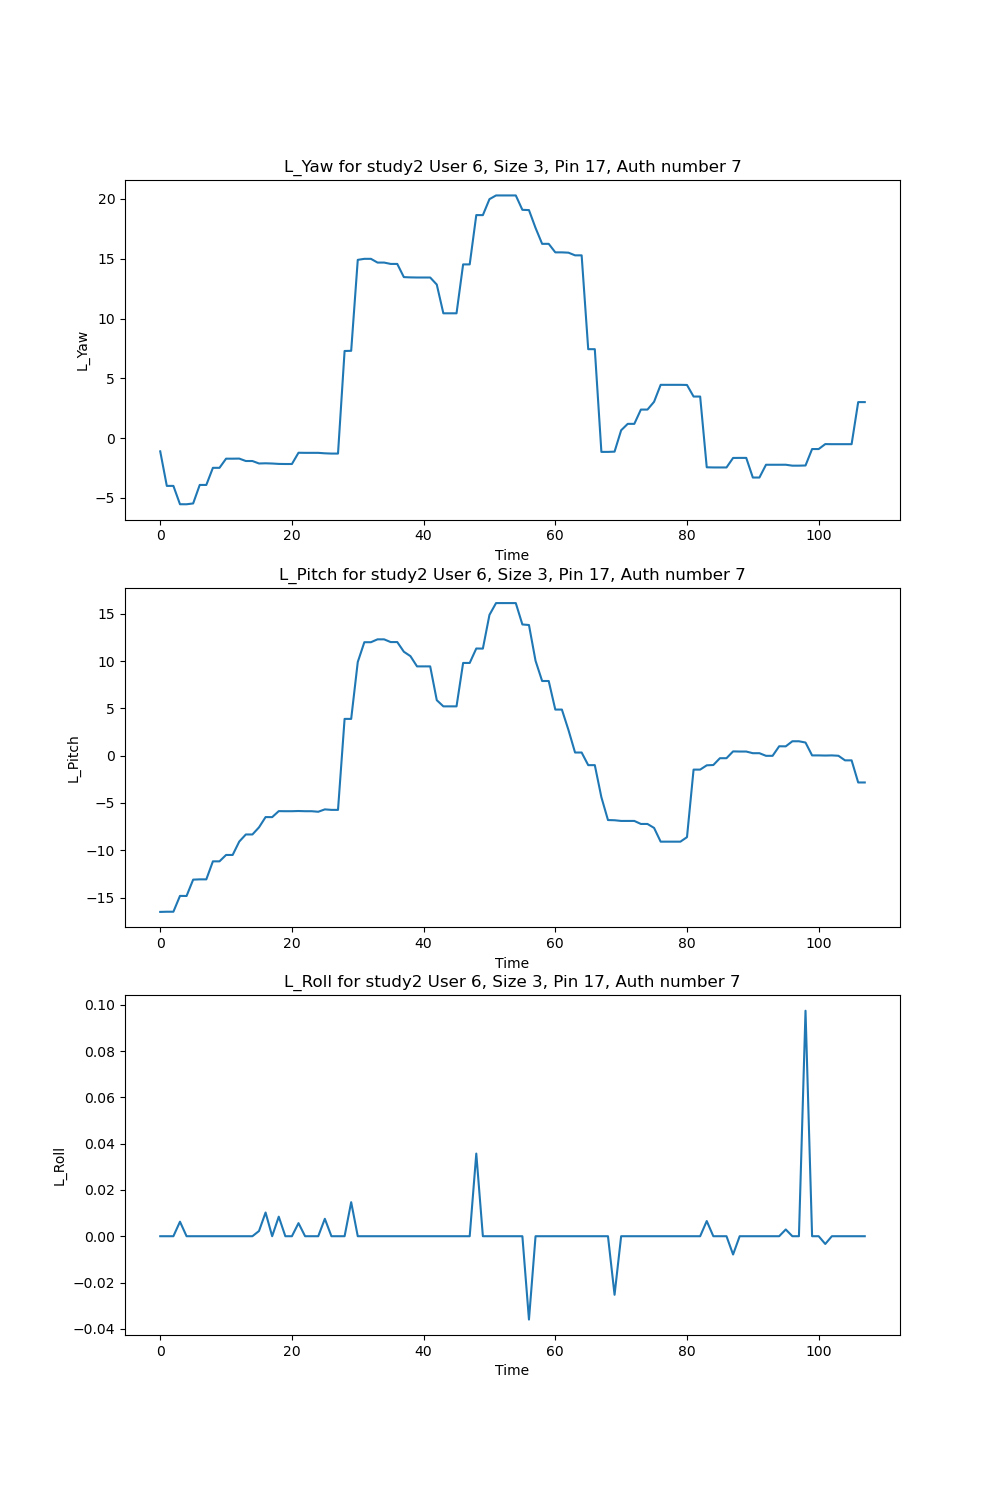 L_Yaw for study2 User 6, Size 3, Pin 17, Auth number 7
20
15
10
5
0
−5
L_Yaw
0 20 40 60 80 100
Time
L_Pitch for study2 User 6, Size 3, Pin 17, Auth number 7
15
10
5
0
−5
−10
−15
L_Pitch
0 20 40 60 80 100
Time
L_Roll for study2 User 6, Size 3, Pin 17, Auth number 7
0.10
0.08
0.06
0.04
0.02
0.00
−0.02
−0.04
L_Roll
0 20 40 60 80 100
Time